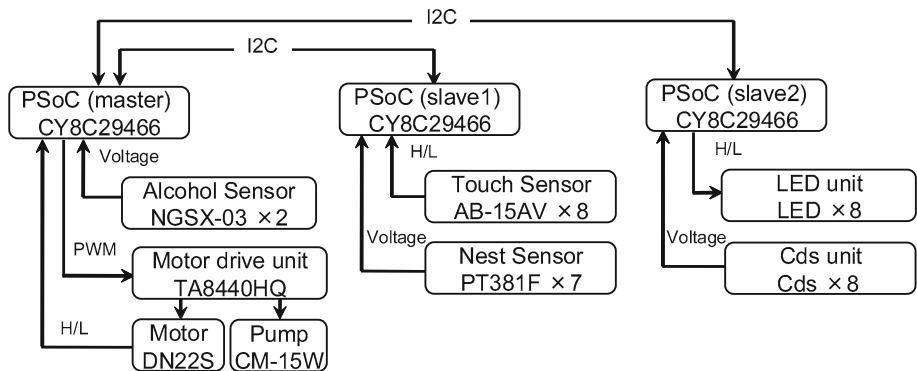 I2C
I2C
PSoC (master)
CY8C29466
PSoC (slave1)
CY8C29466
PSoC (slave2)
CY8C29466
Voltage
H/L
H/L
Alcohol Sensor
NGSX-03 ×2
Touch Sensor
AB-15AV ×8
LED unit
LED ×8
PWM
Voltage
Voltage
Motor drive unit
TA8440HQ
Nest Sensor
PT381F ×7
Cds unit
Cds ×8
H/L
Motor
DN22S
Pump
CM-15W